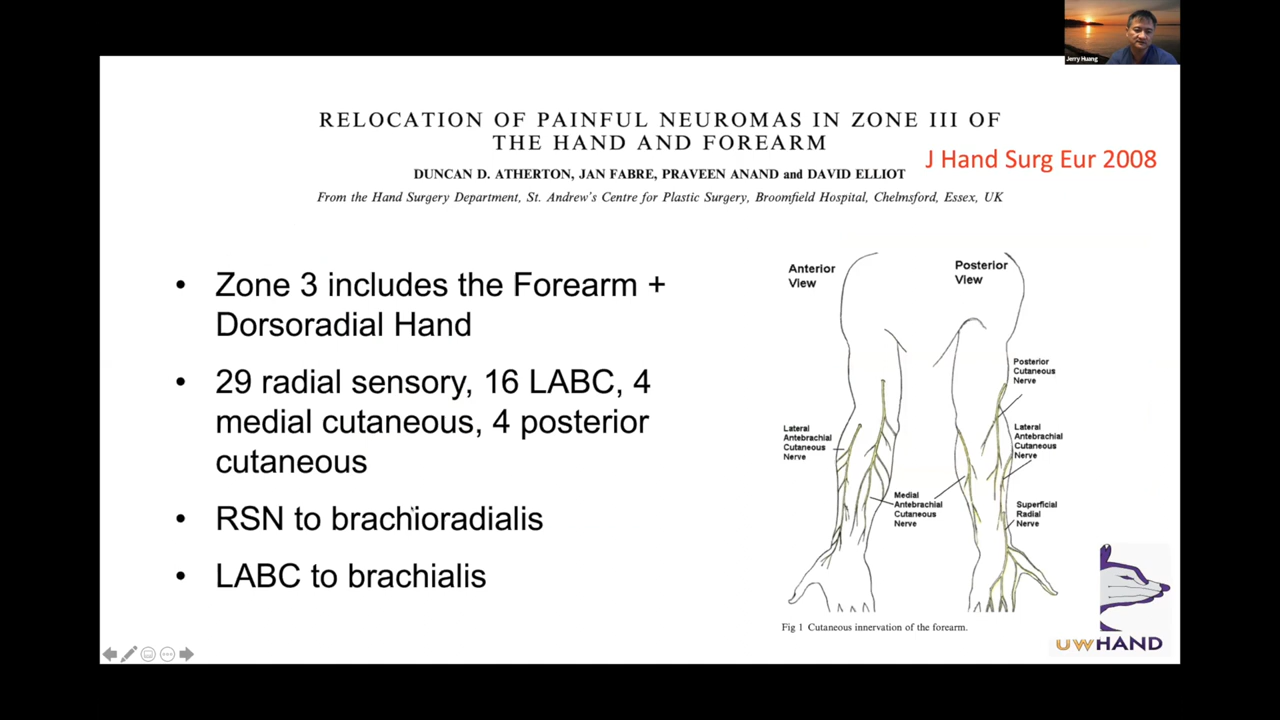 Jerry Huang
RELOCATION OF PAINFUL NEUROMAS IN ZONE III OF
THE HAND AND FOREARM
J Hand Surg Eur 2008
DUNCAN D. ATHERTON, JAN FABRE, PRAVEEN ANAND and DAVID ELLIOT
From the Hand Surgery Department, St. Andrew's Centre for Plastic Surgery, Broomfield Hospital, Chelmsford, Essex, UK
• Zone 3 includes the Forearm +
Dorsoradial Hand
• 29 radial sensory, 16 LABC, 4
medial cutaneous, 4 posterior
cutaneous
• RSN to brachioradialis
• LABC to brachialis
Anterior
View
Posterior
View
Posterior
Cutaneous
Nerve
Lateral
Antebrachial
Cutaneous
Nerve
Lateral
Antebrachial
Cutaneous
Nerve
Medial
Antebrachial
Cutaneous
Nerve
Superficial
Radial
Nerve
Fig 1 Cutaneous innervation of the forearm.
UWHAND